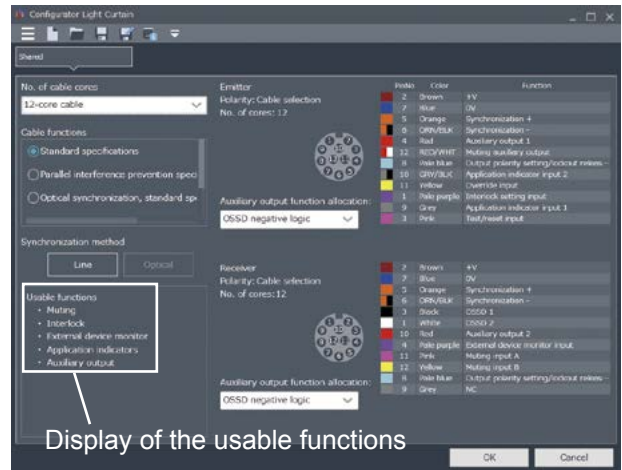 Configurator Light Curtain
Shared
No. of cable cores
12-core cable
Cable functions
Standard specifications
Parallel interference prevention speci
Optical synchronization, standard spe
Synchronization method
Line
Optical
Usable functions
• Muting
• Interlock
• External device monitor
• Application indicators
• Auxiliary output
Emitter
Polarity: Cable selection
No. of cores: 12
Auxiliary output function allocation:
OSSD negative logic
PinNo Color Function
2 Brown +V
7 Blue 0V
5 Orange Synchronization +
6 ORN/BLK Synchronization -
4 Red Auxiliary output 1
12 RED/WHT Muting auxiliary output
8 Pale blue Output polarity setting/lockout releas
10 GRY/BLK Application indicator input 2
11 Yellow Override input
1 Pale purple Interlock setting input
9 Grey Application indicator input 1
3 Pink Test/reset input
Receiver
Polarity: Cable selection
No. of cores:12
Auxiliary output function allocation:
OSSD negative logic
2 Brown +V
7 Blue 0V
5 Orange Synchronization +
6 ORN/BLK Synchronization -
3 Black OSSD 1
1 White OSSD 2
10 Red Auxiliary output 2
4 Pale purple External device monitor input
11 Pink Muting input A
12 Yellow Muting input B
8 Pale blue Output polarity setting/lockout releas
9 Grey NC
Display of the usable functions
OK
Cancel